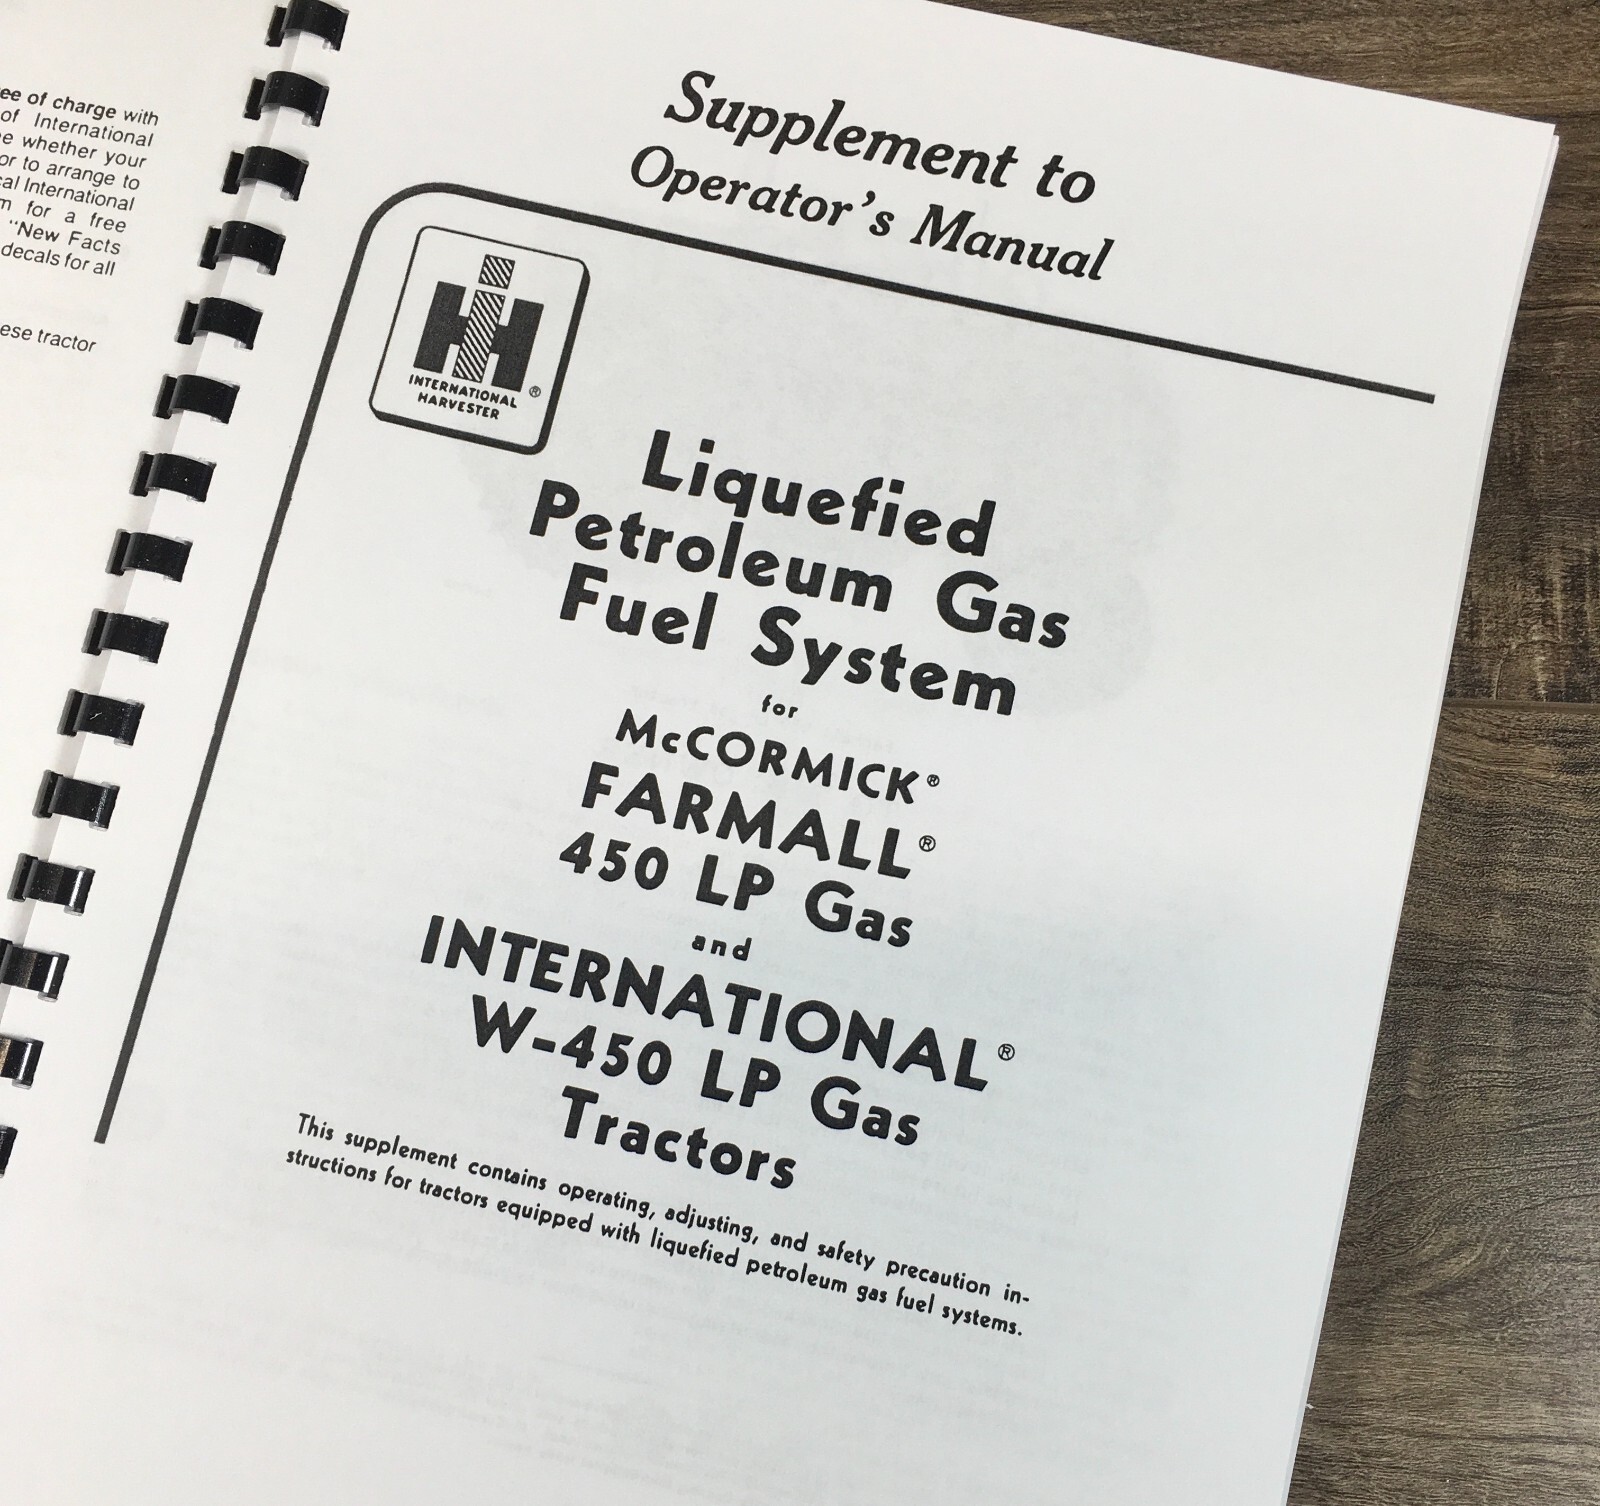 ee of charge with
of International
e whether your
or to arrange to
cal International
m for a free
"New Facts
decals for all
ese tractor
Supplement to
Operator's Manual
INTERNATIONAL ®
HARVESTER
Liquefied
Petroleum Gas
Fuel System
for
McCORMICK®
FARMALL®
450 LP Gas
and
INTERNATIONAL®
W-450 LP Gas
Tractors
This supplement contains operating, adjusting, and safety precaution in-
structions for tractors equipped with liquefied petroleum gas fuel systems.